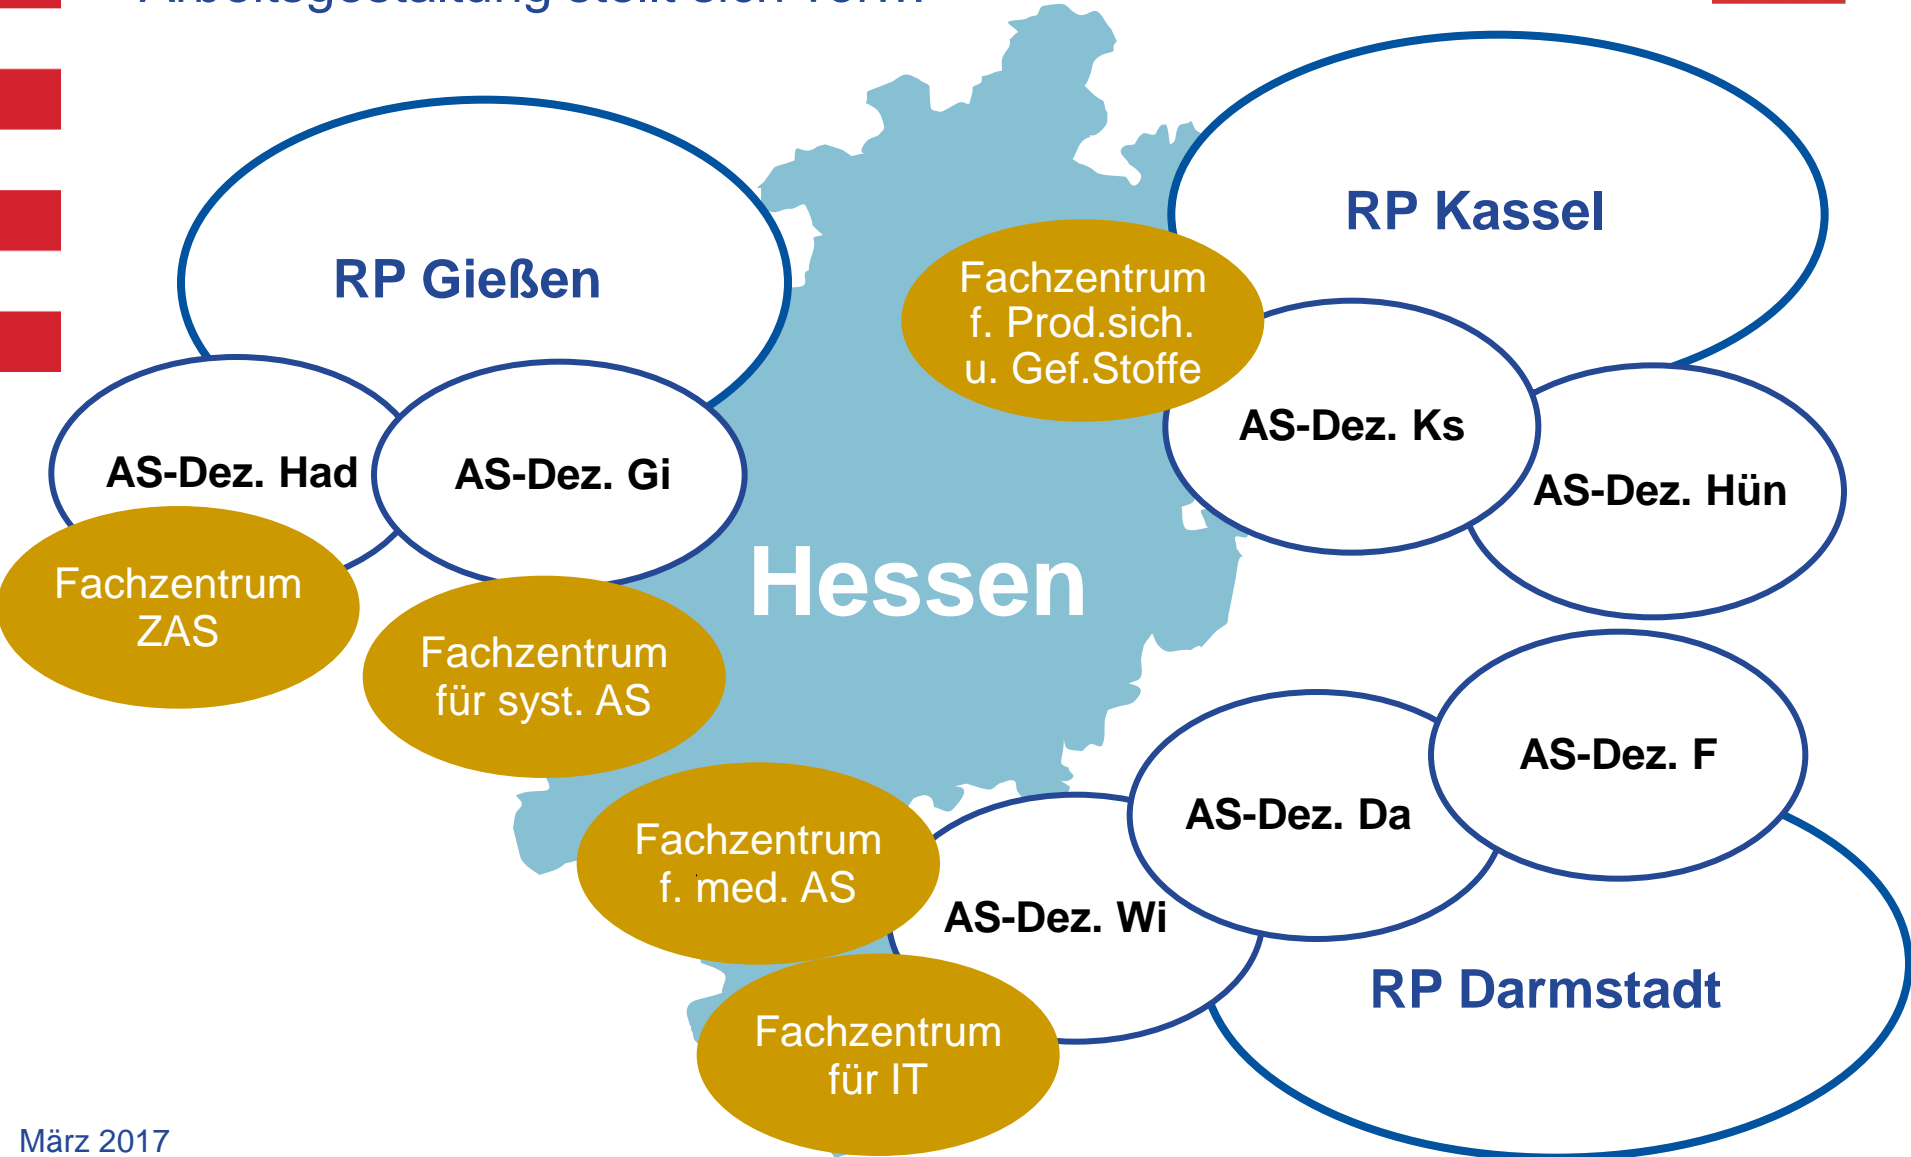 RP Kassel
RP Gießen
Fachzentrum
f. Prod.sich.
u. Gef.Stoffe
AS-Dez. Ks
AS-Dez. Had
AS-Dez. Gi
AS-Dez. Hün
Hessen
Fachzentrum
ZAS
Fachzentrum
für syst. AS
AS-Dez. F
AS-Dez. Da
Fachzentrum
f. med. AS
AS-Dez. Wi
RP Darmstadt
Fachzentrum
für IT
März 2017